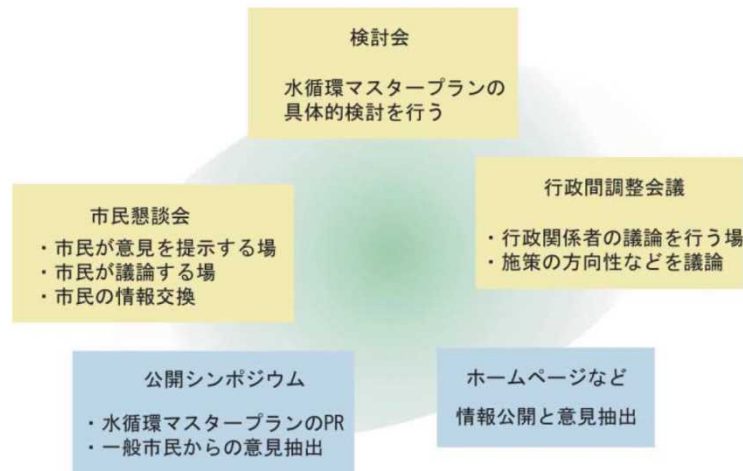 検討会
水循環マスタープランの
具体的検討を行う
市民懇談会
・市民が意見を提示する場
・市民が議論する場
・市民の情報交換
行政間調整会議
・行政関係者の議論を行う場
・施策の方向性などを議論
公開シンポジウム
・水循環マスタープランのPR
・一般市民からの意見抽出
ホームページなど
情報公開と意見抽出